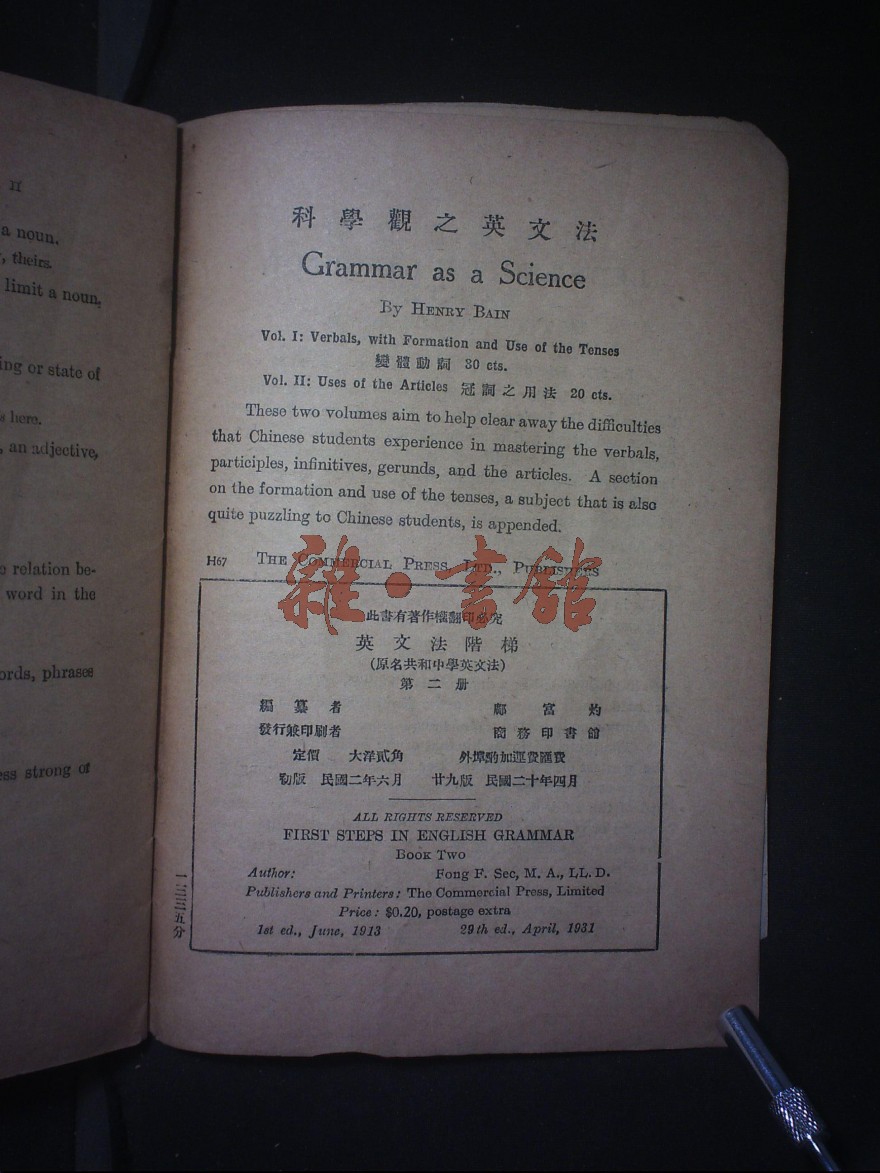 II
a noun.
, theirs.
limit a noun,
ing or state of
s here.
, an adjective,
e relation be-
word in the
ords, phrases
ess strong of
科學觀之英文法
Grammar as a Science
By Henry Bain
Vol. I: Verbals, with Formation and Use of the Tenses
變體動詞 30 cts.
Vol. II: Uses of the Articles 冠詞之用法 20 cts.
These two volumes aim to help clear away the difficulties
that Chinese students experience in mastering the verbals,
participles, infinitives, gerunds, and the articles. A section
on the formation and use of the tenses, a subject that is also
quite puzzling to Chinese students, is appended.
H67 The Commercial Press, Ltd., Publishers
雜·書館
此書有著作權翻印必究
英文法階梯
(原名共和中學英文法)
第二册
編纂者 鄺富灼
發行兼印刷者 商務印書館
定價 大洋貳角 外埠酌加運費匯費
初版 民國二年六月 廿九版 民國二十年四月
ALL RIGHTS RESERVED
FIRST STEPS IN ENGLISH GRAMMAR
Book Two
Author: Fong F. Sec, M. A., LL. D.
Publishers and Printers: The Commercial Press, Limited
Price: $0.20, postage extra
1st ed., June, 1913 29th ed., April, 1931
五分